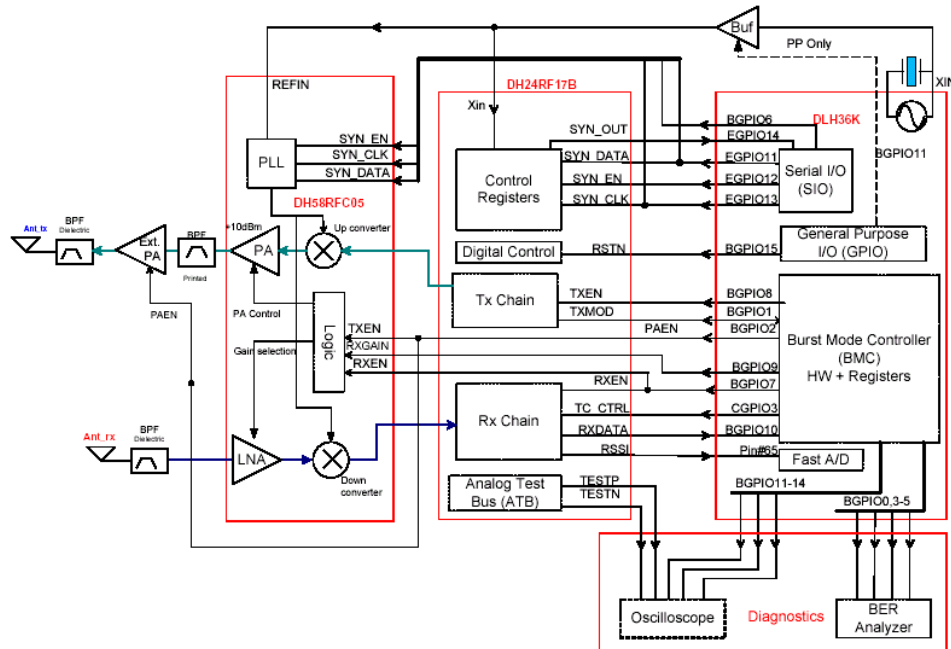 Buf
PP Only
XIN
REFIN
DH24RF17B
Xin
DLH36K
BGPIO6
SYN_OUT
EGPIO14
BGPIO11
SYN_EN
SYN_CLK
SYN_DATA
PLL
SYN_DATA
EGPIO11
SYN_EN
EGPIO12
SYN_CLK
EGPIO13
Control
Registers
Serial I/O
(SIO)
DH58RFC05
BPF
Dielectric
Ant_tx
Ext.
PA
BPF
Printed
+10dBm
PA
Up converter
Digital Control
RSTN
BGPIO15
General Purpose
I/O (GPIO)
Tx Chain
TXEN
BGPIO8
TXMOD
BGPIO1
PAEN
BGPIO2
PAEN
PA Control
Logic
TXEN
RXGAIN
RXEN
Gain selection
BGPIO9
RXEN
BGPIO7
Burst Mode Controller
(BMC)
HW + Registers
Ant_rx
BPF
Dielectric
LNA
Down
converter
Rx Chain
TC_CTRL
CGPIO3
RXDATA
BGPIO10
RSSI
Pin#65
Fast A/D
Analog Test
Bus (ATB)
TESTP
TESTN
BGPIO11-14
BGPIO0,3-5
Oscilloscope
Diagnostics
BER
Analyzer